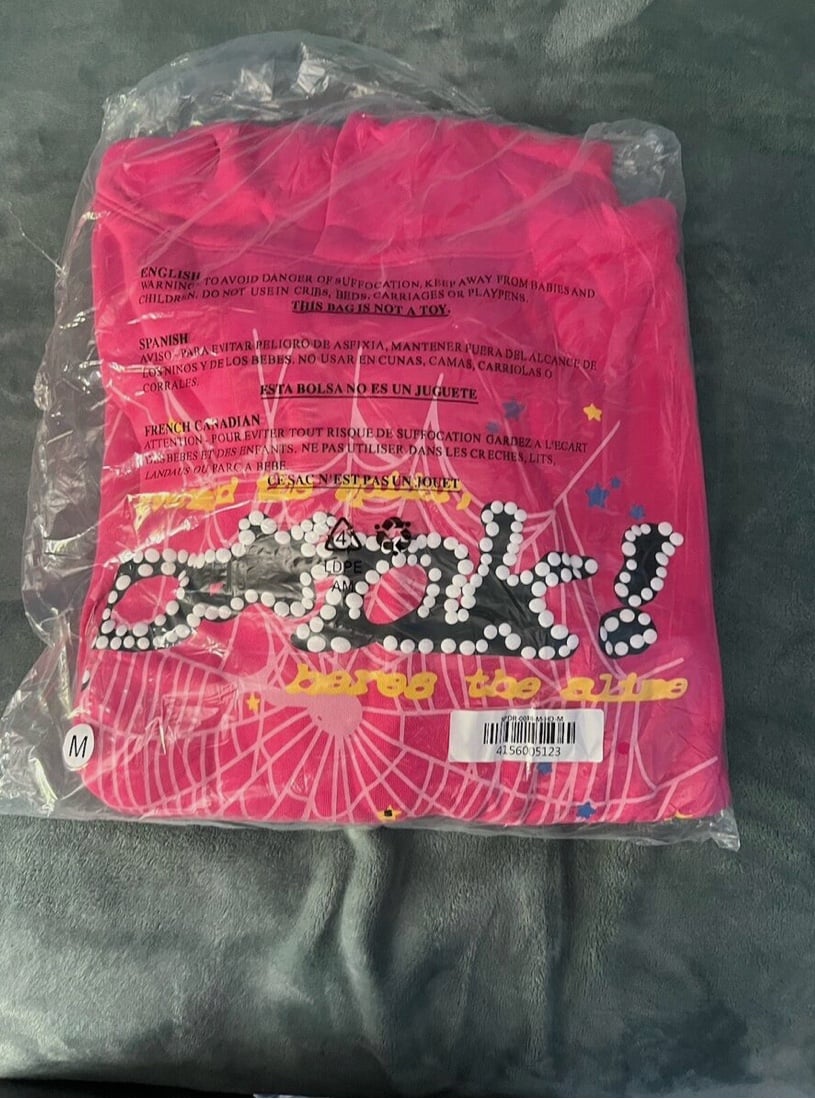 ENGLISH
WARNING - TO AVOID DANGER OF SUFFOCATION, KEEP AWAY FROM BABIES AND
CHILDREN. DO NOT USE IN CRIBS, BEDS, CARRIAGES OR PLAYPENS.
THIS BAG IS NOT A TOY.
SPANISH
AVISO - PARA EVITAR PELIGRO DE ASFIXIA, MANTENER FUERA DEL ALCANCE DE
LOS NINOS Y DE LOS BEBES. NO USAR EN CUNAS, CAMAS, CARRIOLAS O
CORRALES.
ESTA BOLSA NO ES UN JUGUETE
FRENCH CANADIAN
ATTENTION - POUR EVITER TOUT RISQUE DE SUFFOCATION GARDEZ A L'ECART
DES BEBES ET DES ENFANTS. NE PAS UTILISER DANS LES CRECHES, LITS,
LANDAUS OU PARC A BEBE.
CE SAC N'EST PAS UN JOUET
4
LDPE
AM
heres the slime
M
4156005123